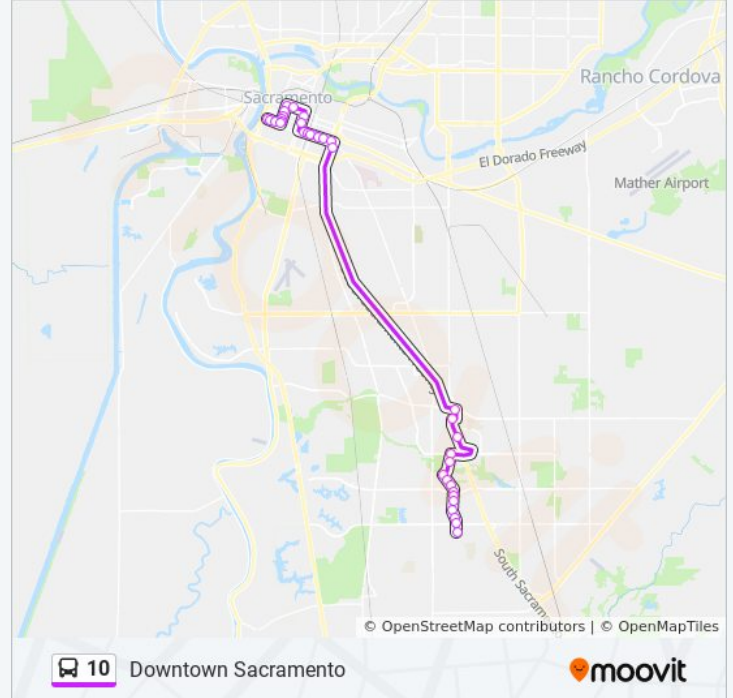 Sacramento
Rancho Cordova
El Dorado Freeway
Mather Airport
South Sacram
© OpenStreetMap contributors | © OpenMapTiles
10 Downtown Sacramento
moovit